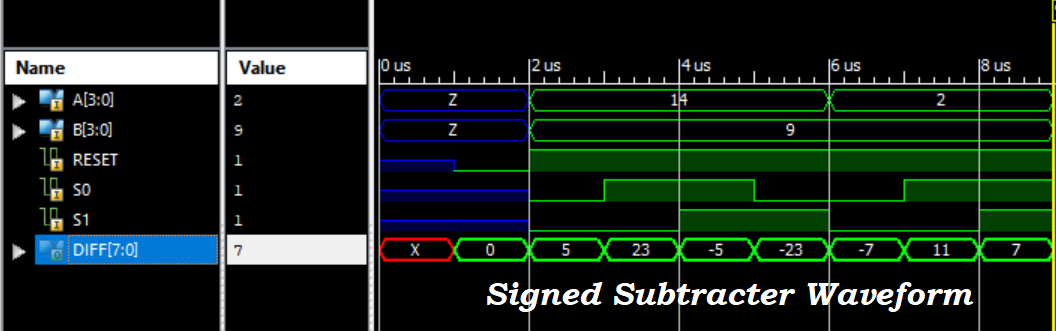 Name Value
0 us 2 us 4 us 6 us 8 us
A[3:0] 2 Z 14 2
B[3:0] 9 Z 9
RESET 1
S0 1
S1 1
DIFF[7:0] 7 X 0 5 23 -5 -23 -7 11 7
Signed Subtracter Waveform